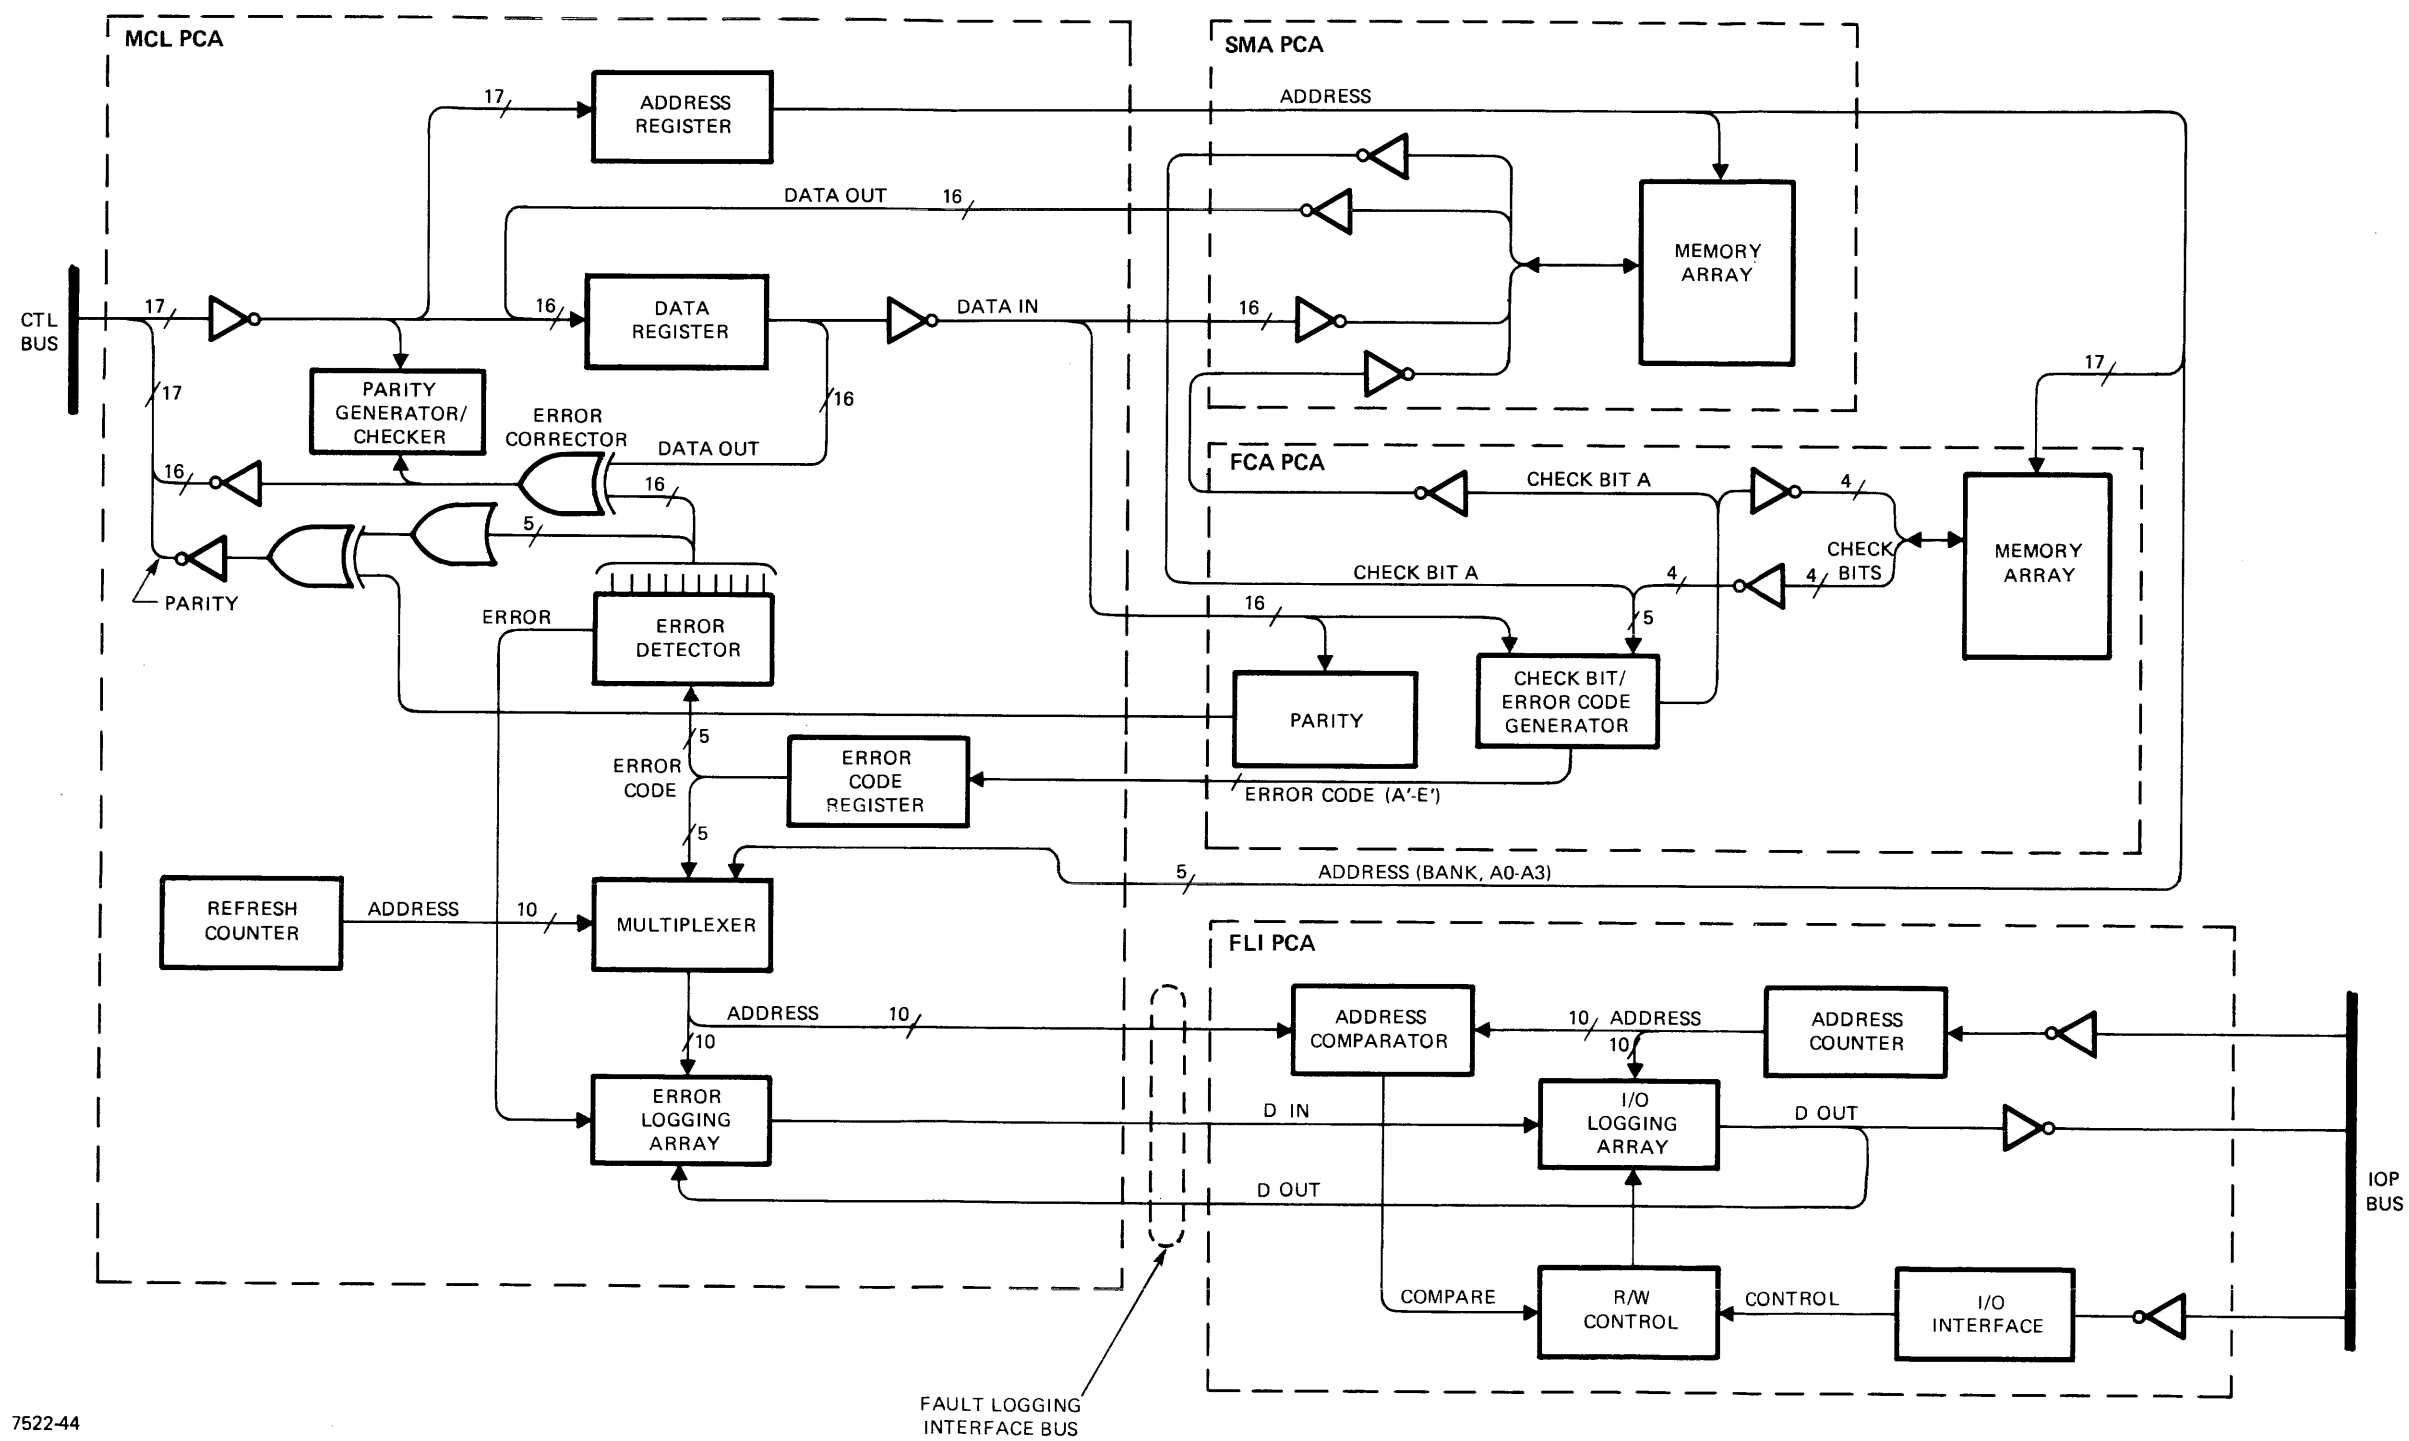 MCL PCA
SMA PCA
17
ADDRESS
REGISTER
ADDRESS
DATA OUT
16
MEMORY
ARRAY
CTL
BUS
17
16
DATA
REGISTER
DATA IN
16
17
17
PARITY
GENERATOR/
CHECKER
16
ERROR
CORRECTOR
DATA OUT
16
16
5
PARITY
FCA PCA
CHECK BIT A
4
CHECK
BITS
MEMORY
ARRAY
CHECK BIT A
4
4
16
5
ERROR
ERROR
DETECTOR
PARITY
CHECK BIT/
ERROR CODE
GENERATOR
5
ERROR
CODE
ERROR
CODE
REGISTER
ERROR CODE (A'-E')
5
5
ADDRESS (BANK, A0-A3)
REFRESH
COUNTER
ADDRESS
10
MULTIPLEXER
FLI PCA
ADDRESS
10
10
ADDRESS
COMPARATOR
10
ADDRESS
10
ADDRESS
COUNTER
ERROR
LOGGING
ARRAY
D IN
I/O
LOGGING
ARRAY
D OUT
D OUT
IOP
BUS
COMPARE
R/W
CONTROL
CONTROL
I/O
INTERFACE
FAULT LOGGING
INTERFACE BUS
7522-44